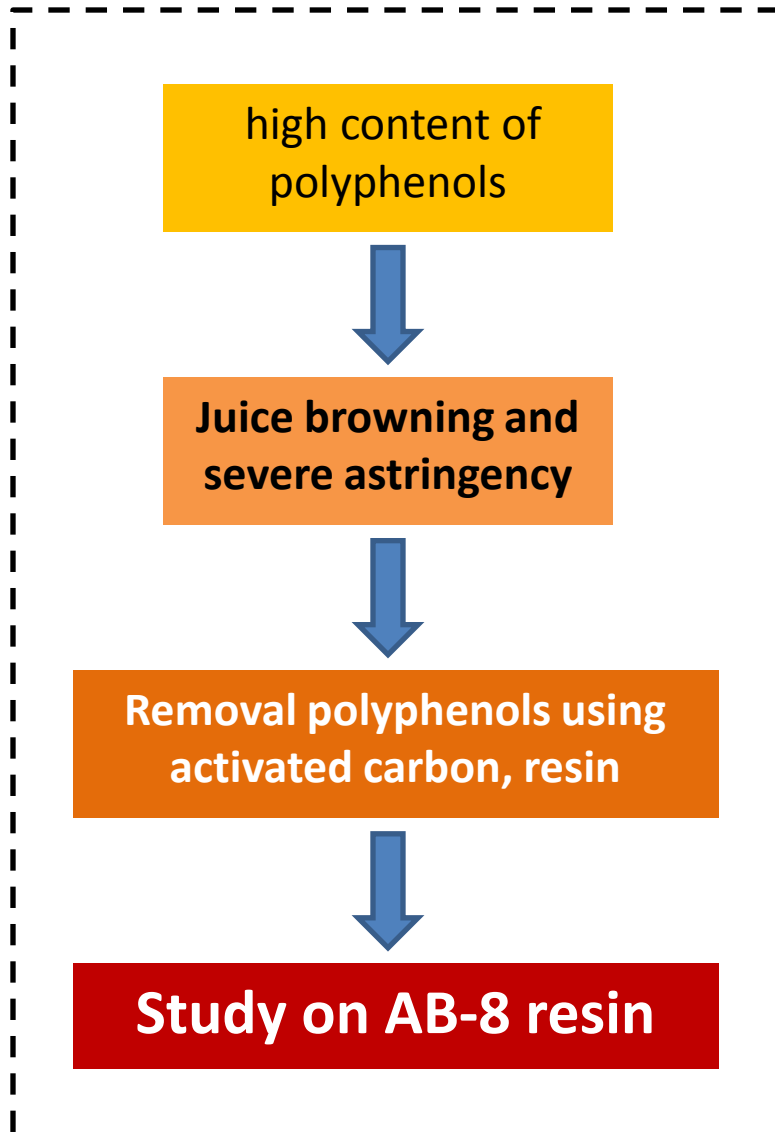 high content of
polyphenols
Juice browning and
severe astringency
Removal polyphenols using
activated carbon, resin
Study on AB-8 resin